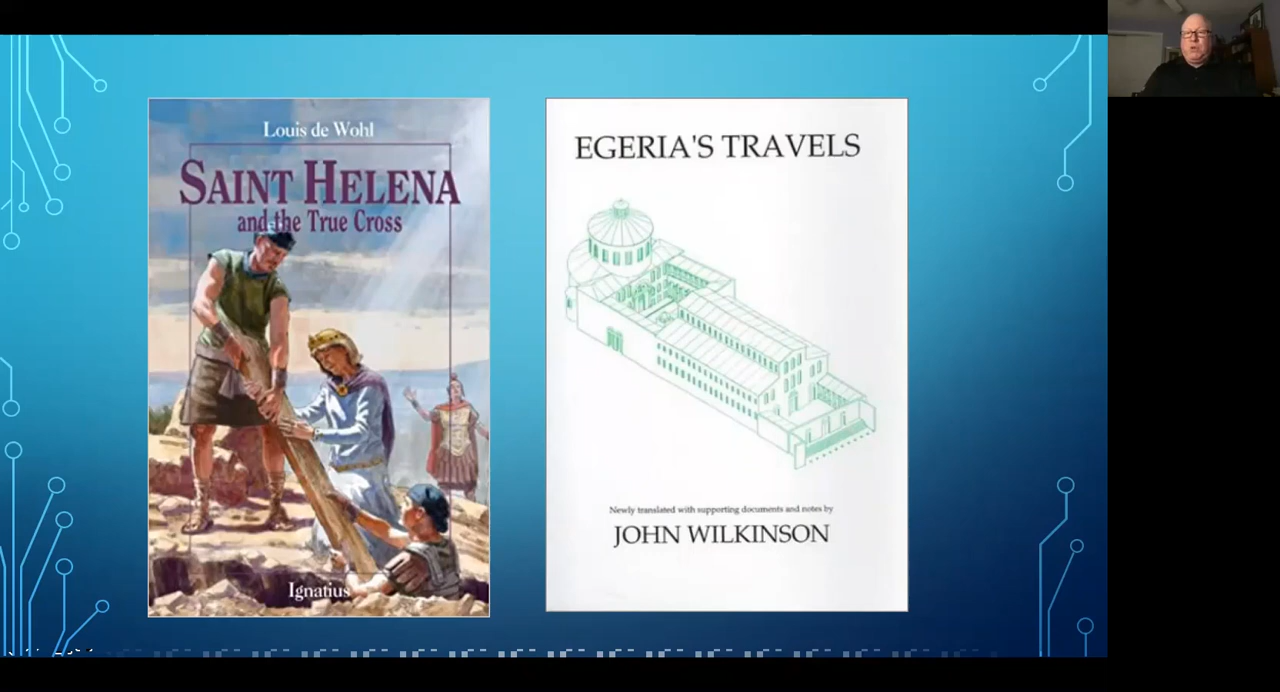 Louis de Wohl
SAINT HELENA
and the True Cross
Ignatius
EGERIA'S TRAVELS
Newly translated with supporting documents and notes by
JOHN WILKINSON